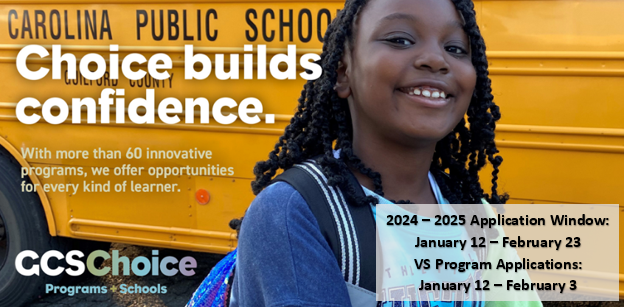 CAROLINA PUBLIC SCHOO
GUILFORD COUNTY
Choice builds
confidence.
With more than 60 innovative
programs, we offer opportunities
for every kind of learner.
GCSChoice
Programs + Schools
2024 – 2025 Application Window:
January 12 – February 23
VS Program Applications:
January 12 – February 3